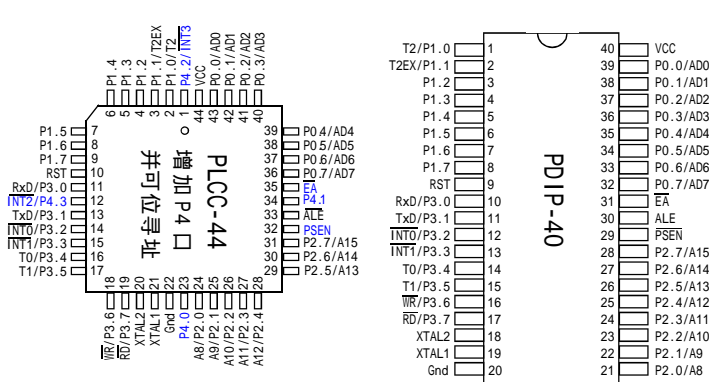 P1.4
P1.3
P1.2
P1.1/T2EX
P1.0/T2
P4.2/INT3
VCC
P0.0/AD0
P0.1/AD1
P0.2/AD2
P0.3/AD3
6 5 4 3 2 1 44 43 42 41 40
P1.5 7
P1.6 8
P1.7 9
RST 10
RxD/P3.0 11
INT2/P4.3 12
TxD/P3.1 13
INT0/P3.2 14
INT1/P3.3 15
T0/P3.4 16
T1/P3.5 17
PLCC-44
增加P4口
并可位寻址
39 P0.4/AD4
38 P0.5/AD5
37 P0.6/AD6
36 P0.7/AD7
35 EA
34 P4.1
33 ALE
32 PSEN
31 P2.7/A15
30 P2.6/A14
29 P2.5/A13
18 19 20 21 22 23 24 25 26 27 28
WR/P3.6
RD/P3.7
XTAL2
XTAL1
Gnd
P4.0
A8/P2.0
A9/P2.1
A10/P2.2
A11/P2.3
A12/P2.4
PDIP-40
T2/P1.0 1 40 VCC
T2EX/P1.1 2 39 P0.0/AD0
P1.2 3 38 P0.1/AD1
P1.3 4 37 P0.2/AD2
P1.4 5 36 P0.3/AD3
P1.5 6 35 P0.4/AD4
P1.6 7 34 P0.5/AD5
P1.7 8 33 P0.6/AD6
RST 9 32 P0.7/AD7
RxD/P3.0 10 31 EA
TxD/P3.1 11 30 ALE
INT0/P3.2 12 29 PSEN
INT1/P3.3 13 28 P2.7/A15
T0/P3.4 14 27 P2.6/A14
T1/P3.5 15 26 P2.5/A13
WR/P3.6 16 25 P2.4/A12
RD/P3.7 17 24 P2.3/A11
XTAL2 18 23 P2.2/A10
XTAL1 19 22 P2.1/A9
Gnd 20 21 P2.0/A8